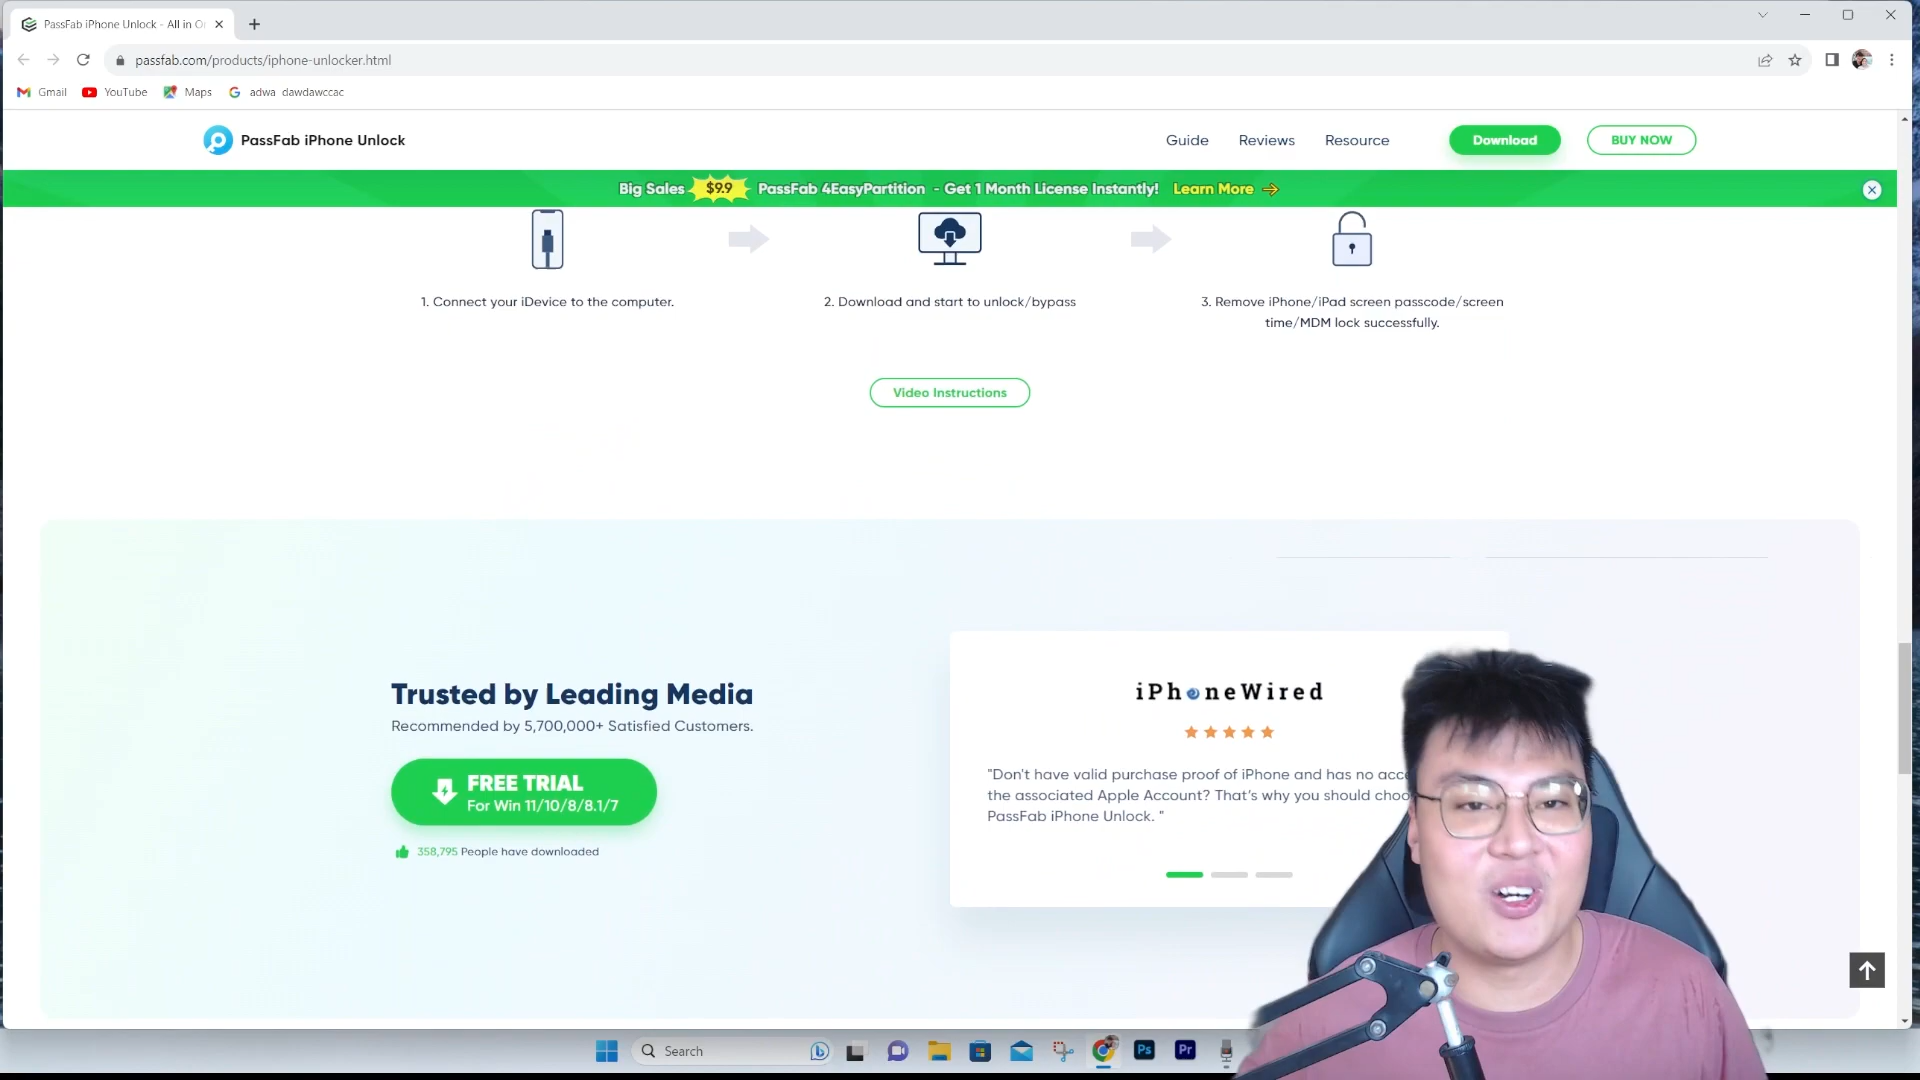 PassFab iPhone Unlock - All in O
passfab.com/products/iphone-unlocker.html
Gmail
YouTube
Maps
adwa dawdawccac
PassFab iPhone Unlock
Guide
Reviews
Resource
Download
BUY NOW
Big Sales $9.9 PassFab 4EasyPartition - Get 1 Month License Instantly! Learn More
1. Connect your iDevice to the computer.
2. Download and start to unlock/bypass
3. Remove iPhone/iPad screen passcode/screen
time/MDM lock successfully.
Video Instructions
Trusted by Leading Media
Recommended by 5,700,000+ Satisfied Customers.
FREE TRIAL
For Win 11/10/8/8.1/7
358,795 People have downloaded
iPhoneWired
"Don't have valid purchase proof of iPhone and has no acce
the associated Apple Account? That's why you should choo
PassFab iPhone Unlock. "
Search
Ps
Pr